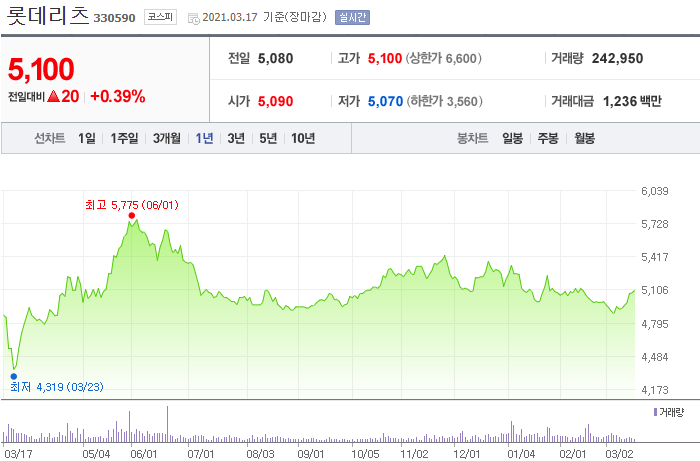 롯데리츠 330590 코스피 2021.03.17 기준(장마감) 실시간
5,100
전일대비 ▲20 +0.39%
전일 5,080 고가 5,100 (상한가 6,600) 거래량 242,950
시가 5,090 저가 5,070 (하한가 3,560) 거래대금 1,236 백만
선차트 1일 1주일 3개월 1년 3년 5년 10년 봉차트 일봉 주봉 월봉
최고 5,775 (06/01)
최저 4,319 (03/23)
6,039
5,728
5,417
5,106
4,795
4,484
4,173
거래량
03/17 05/04 06/01 07/01 08/03 09/01 10/05 11/02 12/01 01/04 02/01 03/02